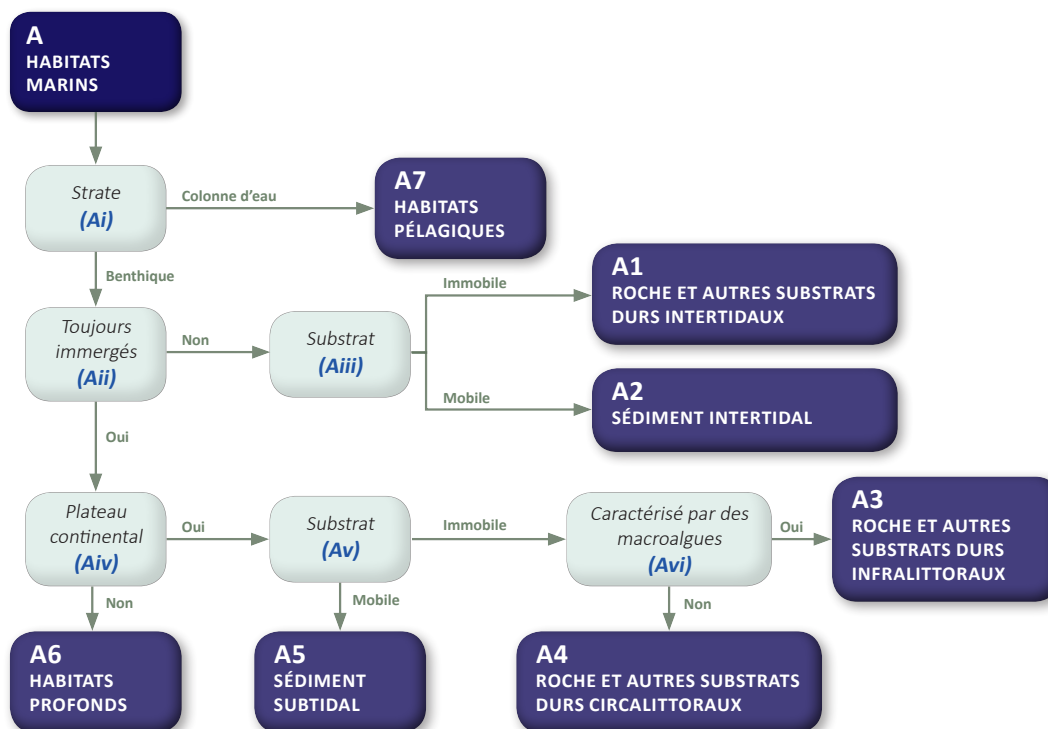 A
HABITATS
MARINS
Strate
(Ai)
Colonne d'eau
A7
HABITATS
PÉLAGIQUES
Benthique
Toujours
immergés
(Aii)
Non
Substrat
(Aiii)
Immobile
A1
ROCHE ET AUTRES SUBSTRATS
DURS INTERTIDAUX
Mobile
A2
SÉDIMENT INTERTIDAL
Oui
Plateau
continental
(Aiv)
Oui
Substrat
(Av)
Immobile
Caractérisé par des
macroalgues
(Avi)
Oui
A3
ROCHE ET AUTRES
SUBSTRATS DURS
INFRALITTORAUX
Non
Mobile
Non
A6
HABITATS
PROFONDS
A5
SÉDIMENT
SUBTIDAL
A4
ROCHE ET AUTRES SUBSTRATS
DURS CIRCALITTORAUX